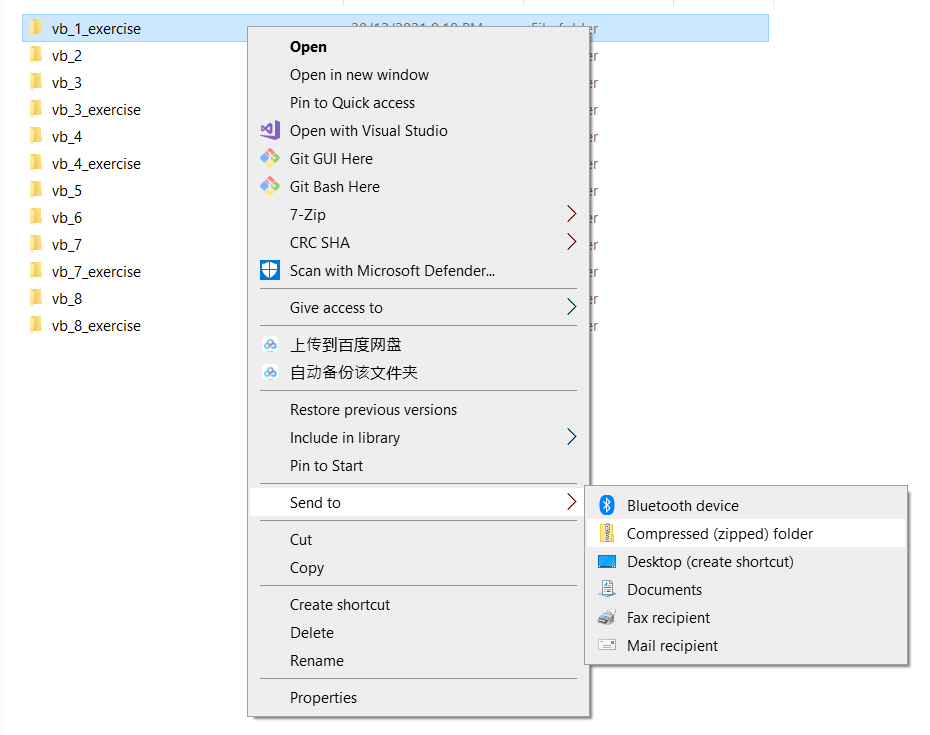 vb_1_exercise
vb_2
vb_3
vb_3_exercise
vb_4
vb_4_exercise
vb_5
vb_6
vb_7
vb_7_exercise
vb_8
vb_8_exercise
Open
Open in new window
Pin to Quick access
Open with Visual Studio
Git GUI Here
Git Bash Here
7-Zip
CRC SHA
Scan with Microsoft Defender...
Give access to
上传到百度网盘
自动备份该文件夹
Restore previous versions
Include in library
Pin to Start
Send to
Cut
Copy
Create shortcut
Delete
Rename
Properties
Bluetooth device
Compressed (zipped) folder
Desktop (create shortcut)
Documents
Fax recipient
Mail recipient